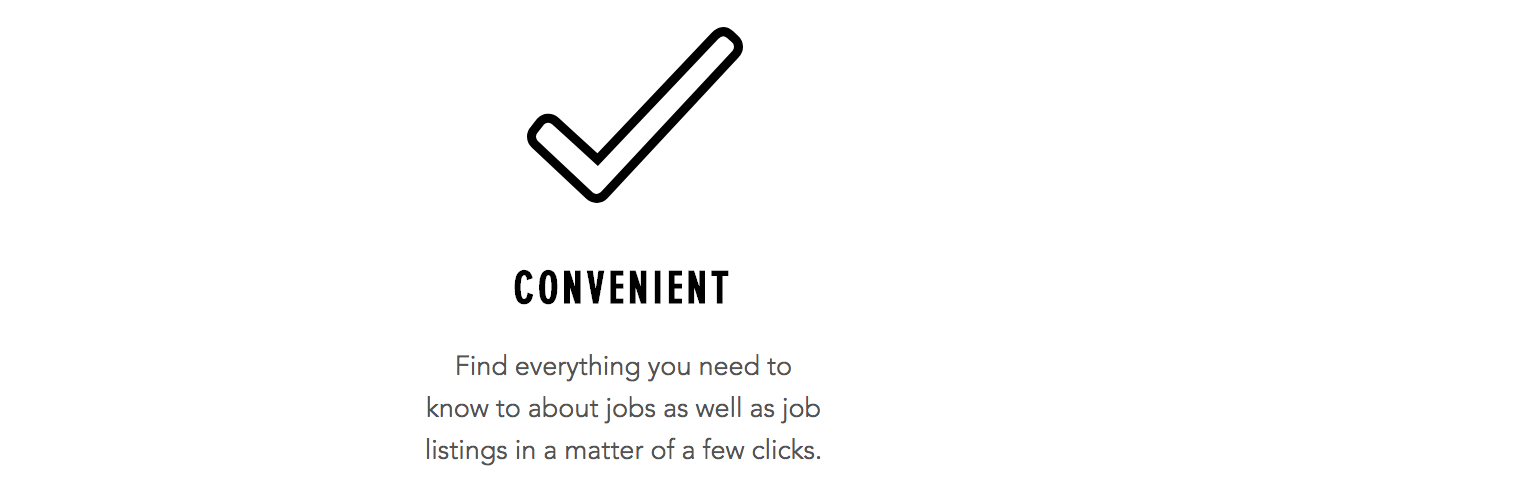 CONVENIENT
Find everything you need to
know to about jobs as well as job
listings in a matter of a few clicks.